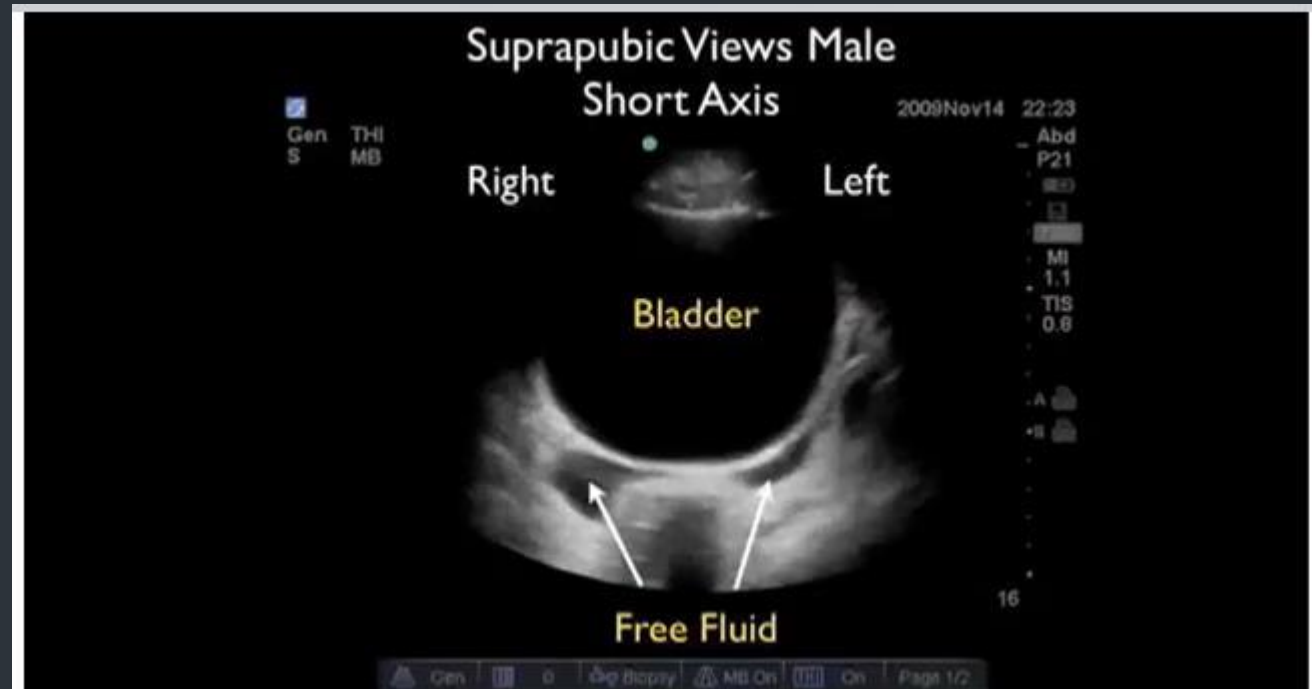 Suprapubic Views Male
Short Axis
2009Nov14 22:23
Gen THI
S MB
Abd
P21
Right
Left
MI
1.1
TIS
0.8
Bladder
A
B
16
Free Fluid
Gen 0 Biopsy MB On THI On Page 1/2